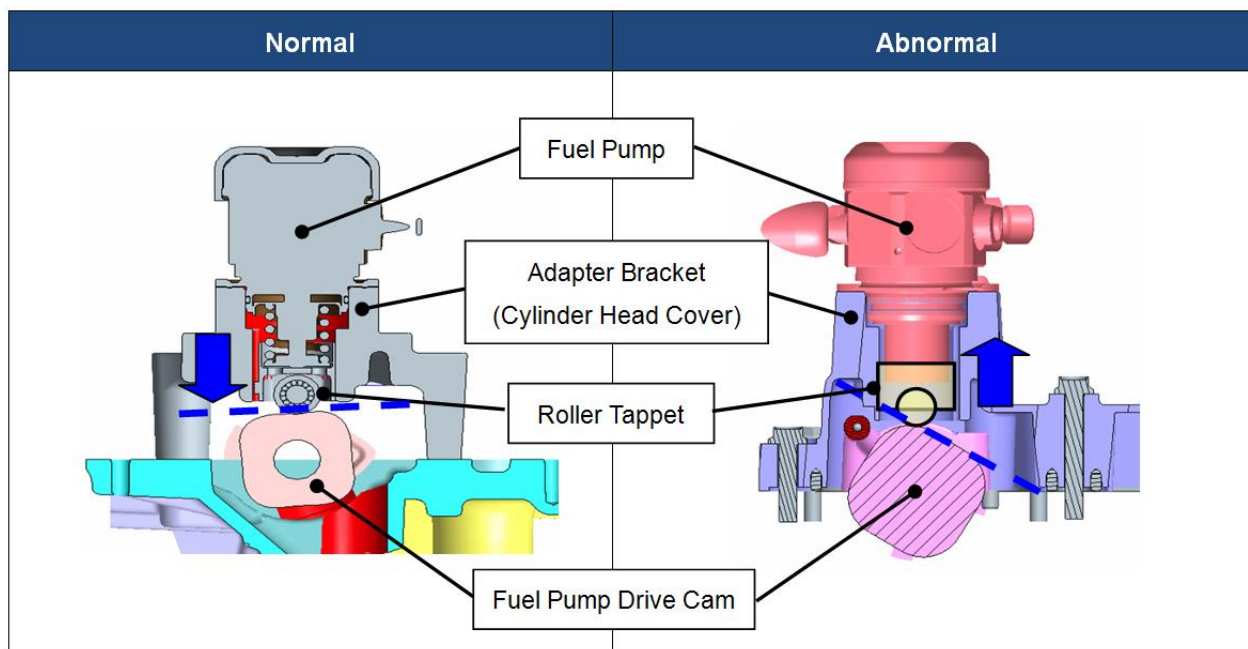 Normal
Abnormal
Fuel Pump
Adapter Bracket
(Cylinder Head Cover)
Roller Tappet
Fuel Pump Drive Cam